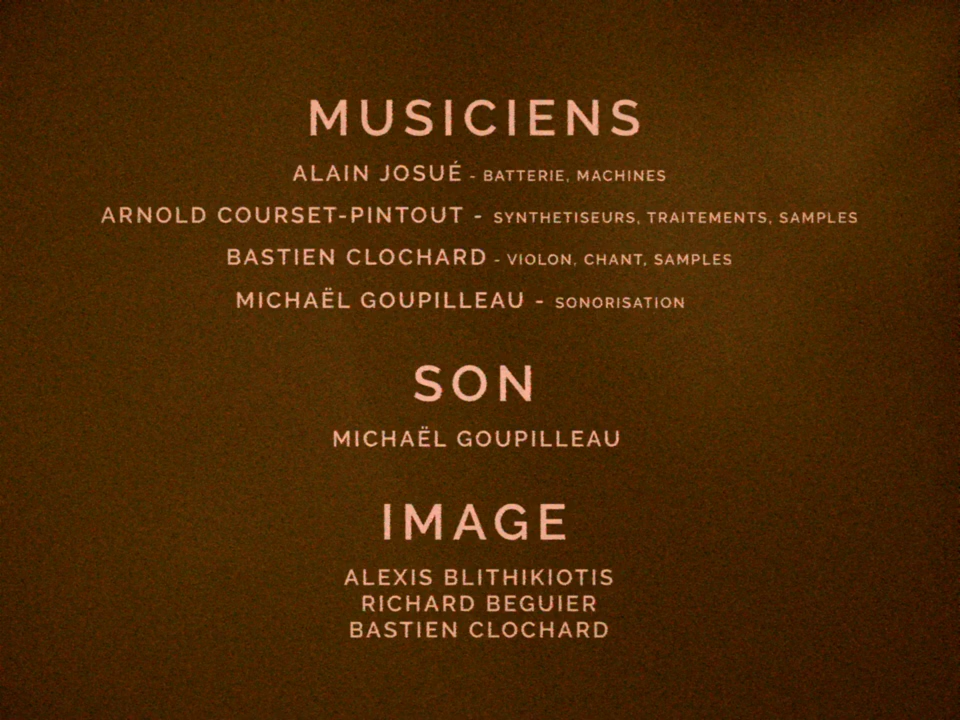 MUSICIENS
ALAIN JOSUÉ - BATTERIE, MACHINES
ARNOLD COURSET-PINTOUT - SYNTHETISEURS, TRAITEMENTS, SAMPLES
BASTIEN CLOCHARD - VIOLON, CHANT, SAMPLES
MICHAËL GOUPILLEAU - SONORISATION
SON
MICHAËL GOUPILLEAU
IMAGE
ALEXIS BLITHIKIOTIS
RICHARD BEGUIER
BASTIEN CLOCHARD